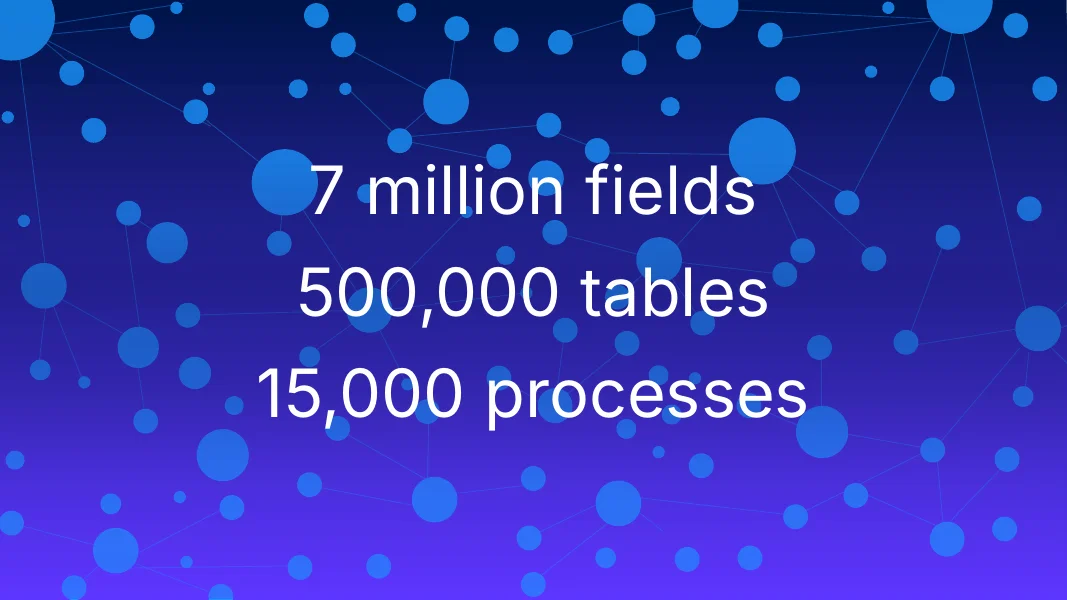 7 million fields
500,000 tables
15,000 processes